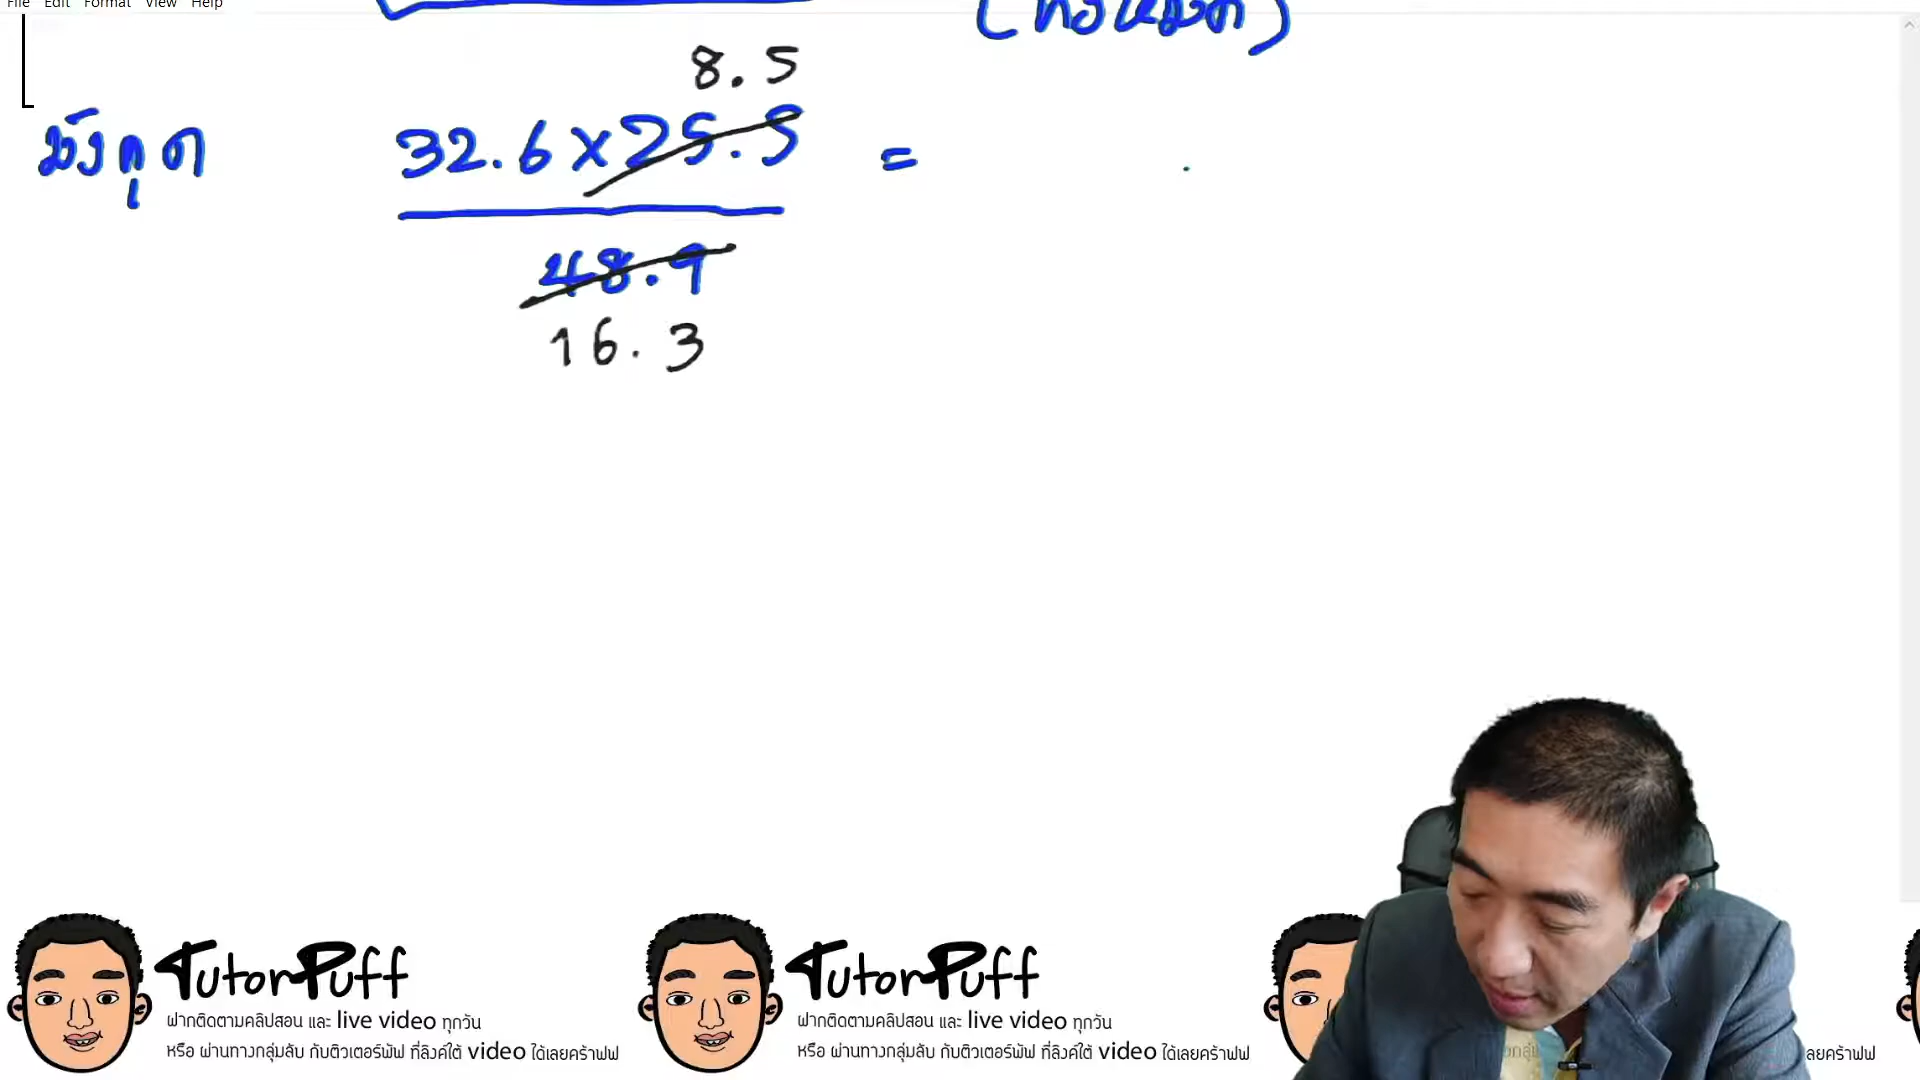 File Edit Format View Help
8.5
มังคุด 32.6 x 25.5 =
48.9
16.3
TutorPuff TutorPuff
ฝากติดตามคลิปสอน และ live video ทุกวัน ฝากติดตามคลิปสอน และ live video ทุกวัน
หรือ ผ่านทางกลุ่มลับ กับติวเตอร์พัฟ ที่ลิงค์ใต้ video ได้เลยคร้าฟฟ หรือ ผ่านทางกลุ่มลับ กับติวเตอร์พัฟ ที่ลิงค์ใต้ video ได้เลยคร้าฟฟ ลยคร้าฟฟ